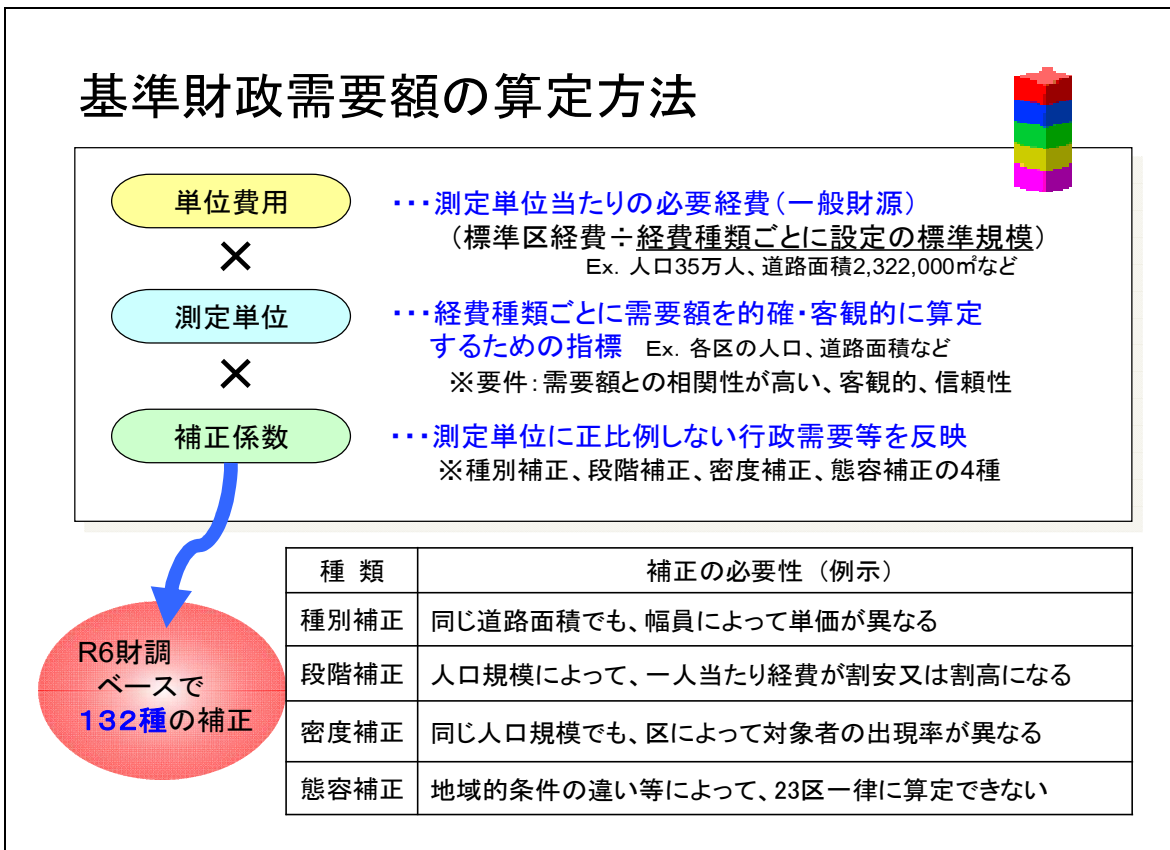 基準財政需要額の算定方法
単位費用
・・・測定単位当たりの必要経費（一般財源）
（標準区経費÷経費種類ごとに設定の標準規模）
Ex. 人口35万人、道路面積2,322,000㎡など
×
測定単位
・・・経費種類ごとに需要額を的確・客観的に算定
するための指標 Ex. 各区の人口、道路面積など
※要件：需要額との相関性が高い、客観的、信頼性
×
補正係数
・・・測定単位に正比例しない行政需要等を反映
※種別補正、段階補正、密度補正、態容補正の4種
R6財調
ベースで
132種の補正
種 類 補正の必要性（例示）
種別補正 同じ道路面積でも、幅員によって単価が異なる
段階補正 人口規模によって、一人当たり経費が割安又は割高になる
密度補正 同じ人口規模でも、区によって対象者の出現率が異なる
態容補正 地域的条件の違い等によって、23区一律に算定できない